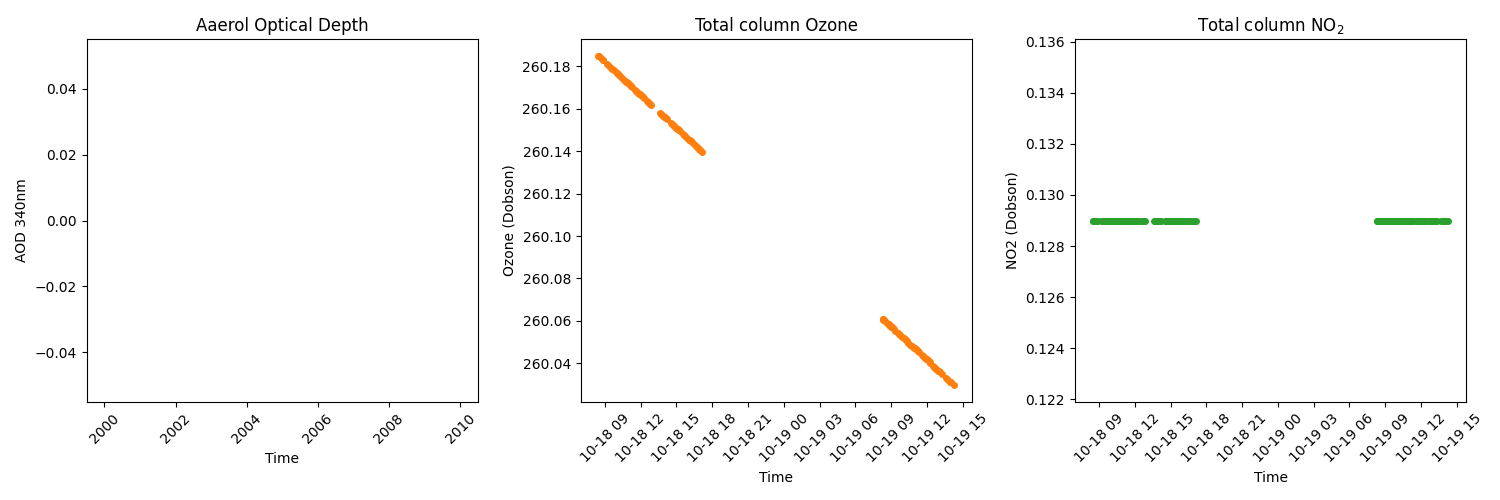 Aaerol Optical Depth
AOD 340nm
0.04
0.02
0.00
−0.02
−0.04
2000 2002 2004 2006 2008 2010
Time
Total column Ozone
Ozone (Dobson)
260.18
260.16
260.14
260.12
260.10
260.08
260.06
260.04
10-18 09 10-18 12 10-18 15 10-18 18 10-18 21 10-19 00 10-19 03 10-19 06 10-19 09 10-19 12 10-19 15
Time
Total column NO₂
NO2 (Dobson)
0.136
0.134
0.132
0.130
0.128
0.126
0.124
0.122
10-18 09 10-18 12 10-18 15 10-18 18 10-18 21 10-19 00 10-19 03 10-19 06 10-19 09 10-19 12 10-19 15
Time